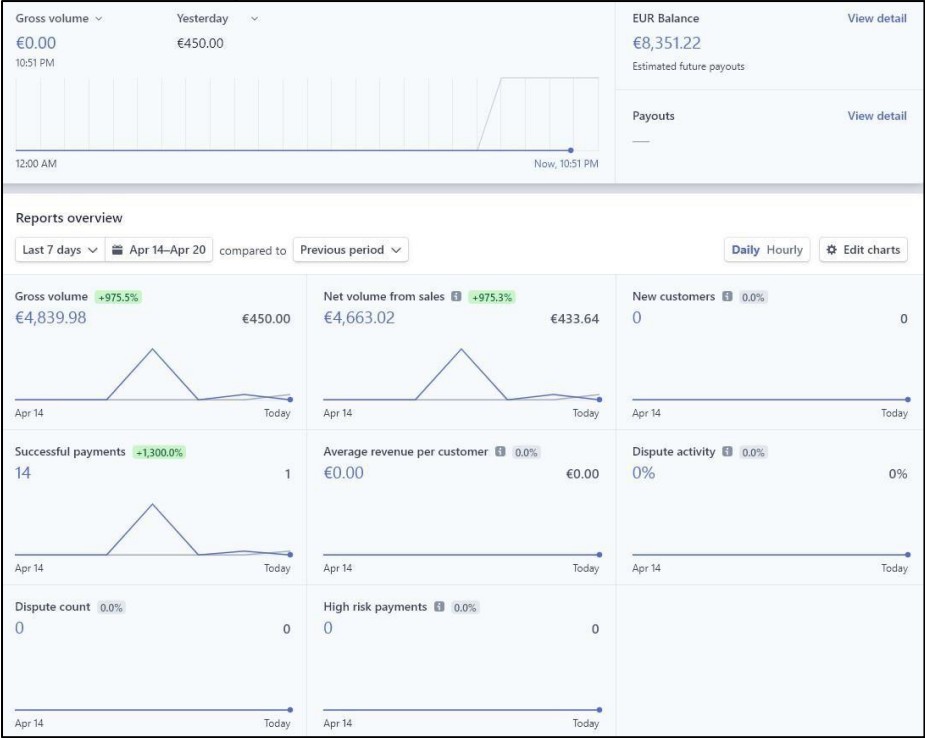 Gross volume
Yesterday
€0.00
€450.00
10:51 PM
12:00 AM
Now, 10:51 PM
EUR Balance
View detail
€8,351.22
Estimated future payouts
Payouts
View detail
—
Reports overview
Last 7 days
Apr 14–Apr 20
compared to
Previous period
Daily Hourly
Edit charts
Gross volume +975.5%
€4,839.98
€450.00
Apr 14
Today
Net volume from sales +975.3%
€4,663.02
€433.64
Apr 14
Today
New customers 0.0%
0
0
Apr 14
Today
Successful payments +1,300.0%
14
1
Apr 14
Today
Average revenue per customer 0.0%
€0.00
€0.00
Apr 14
Today
Dispute activity 0.0%
0%
0%
Apr 14
Today
Dispute count 0.0%
0
0
Apr 14
Today
High risk payments 0.0%
0
0
Apr 14
Today